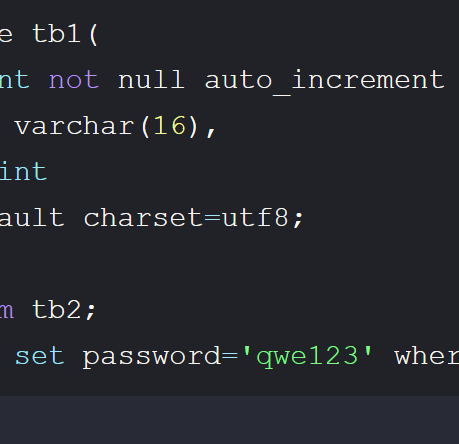 e tb1(
nt not null auto_increment
varchar(16),
int
ault charset=utf8;
m tb2;
set password='qwe123' wher